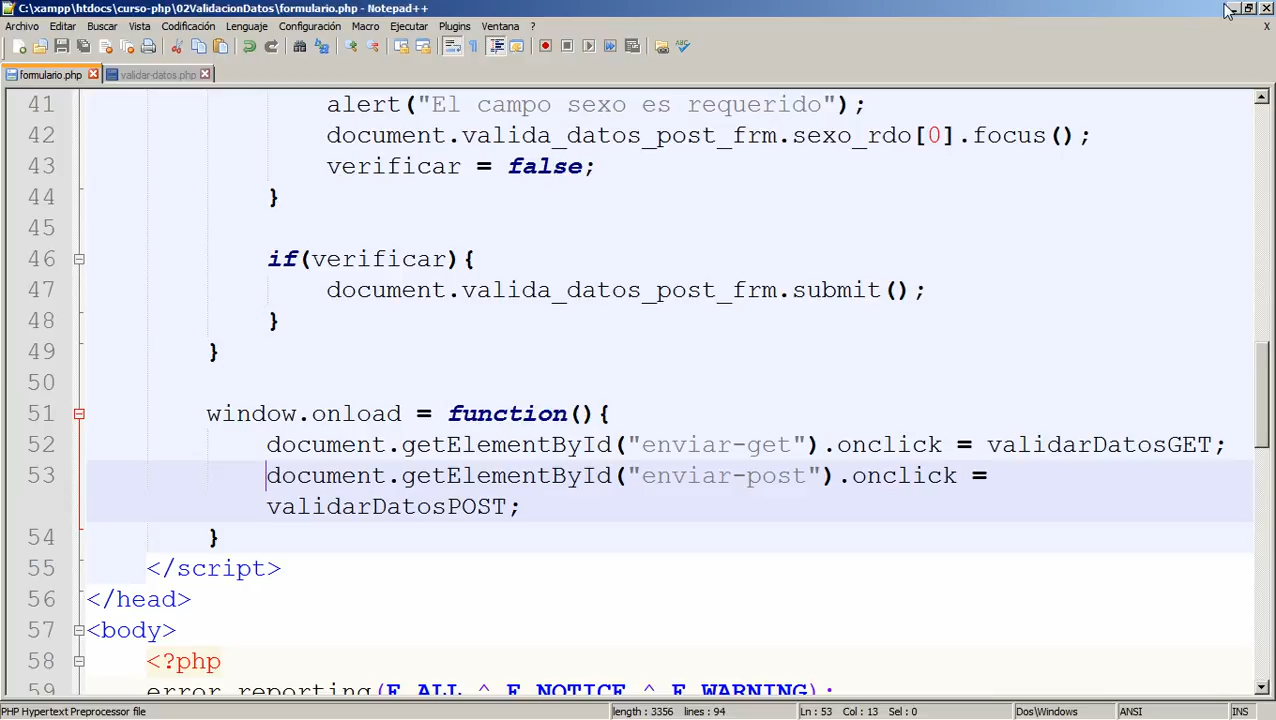 C:\xampp\htdocs\curso-php\02ValidacionDatos\formulario.php - Notepad++
Archivo Editar Buscar Vista Codificación Lenguaje Configuración Macro Ejecutar Plugins Ventana ?
X
formulario.php validar-datos.php
41 alert("El campo sexo es requerido");
42 document.valida_datos_post_frm.sexo_rdo[0].focus();
43 verificar = false;
44 }
45
46 if(verificar){
47 document.valida_datos_post_frm.submit();
48 }
49 }
50
51 window.onload = function(){
52 document.getElementById("enviar-get").onclick = validarDatosGET;
53 document.getElementById("enviar-post").onclick =
validarDatosPOST;
54 }
55 </script>
56 </head>
57 <body>
58 <?php
59 error_reporting(E_ALL ^ E_NOTICE ^ E_WARNING);
PHP Hypertext Preprocessor file length : 3356 lines : 94 Ln : 53 Col : 13 Sel : 0 Dos\Windows ANSI INS